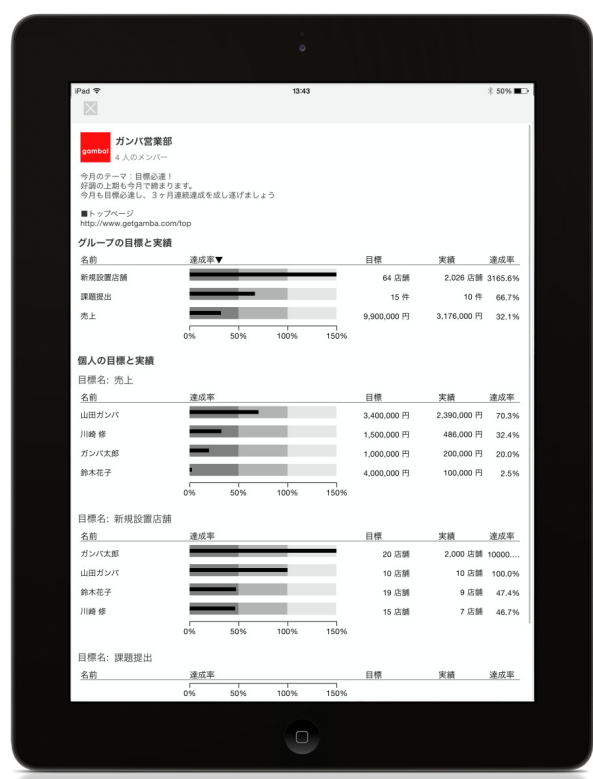 iPad 13:43 50%
gamba!
ガンバ営業部
4 人のメンバー
今月のテーマ：目標必達！
好調の上期も今月で締まります。
今月も目標必達し、3ヶ月連続達成を成し遂げましょう
■トップページ
http://www.getgamba.com/top
グループの目標と実績
名前 達成率▼ 目標 実績 達成率
新規設置店舗 64 店舗 2,026 店舗 3165.6%
課題提出 15 件 10 件 66.7%
売上 9,900,000 円 3,176,000 円 32.1%
0% 50% 100% 150%
個人の目標と実績
目標名: 売上
名前 達成率 目標 実績 達成率
山田ガンバ 3,400,000 円 2,390,000 円 70.3%
川崎 修 1,500,000 円 486,000 円 32.4%
ガンバ太郎 1,000,000 円 200,000 円 20.0%
鈴木花子 4,000,000 円 100,000 円 2.5%
0% 50% 100% 150%
目標名: 新規設置店舗
名前 達成率 目標 実績 達成率
ガンバ太郎 20 店舗 2,000 店舗 10000....
山田ガンバ 10 店舗 10 店舗 100.0%
鈴木花子 19 店舗 9 店舗 47.4%
川崎 修 15 店舗 7 店舗 46.7%
0% 50% 100% 150%
目標名: 課題提出
名前 達成率 目標 実績 達成率
0% 50% 100% 150%